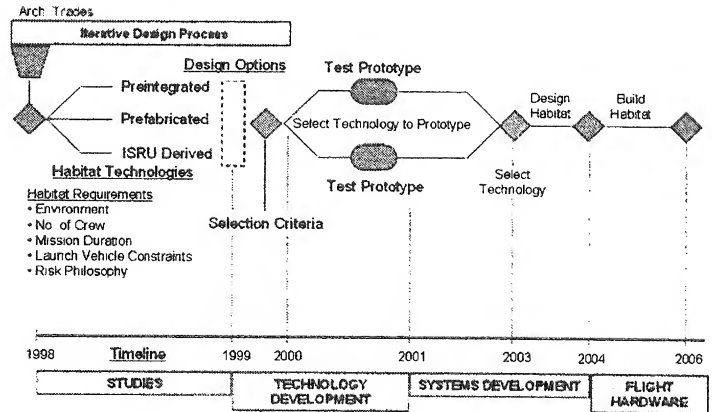 Arch Trades
Iterative Design Process
Design Options
Test Prototype
Preintegrated
Prefabricated
ISRU Derived
Select Technology to Prototype
Design
Habitat
Build
Habitat
Habitat Technologies
Test Prototype
Select
Technology
Habitat Requirements
• Environment
• No. of Crew
• Mission Duration
• Launch Vehicle Constraints
• Risk Philosophy
Selection Criteria
1998
Timeline
1999
2000
2001
2003
2004
2006
STUDIES
TECHNOLOGY
DEVELOPMENT
SYSTEMS DEVELOPMENT
FLIGHT
HARDWARE